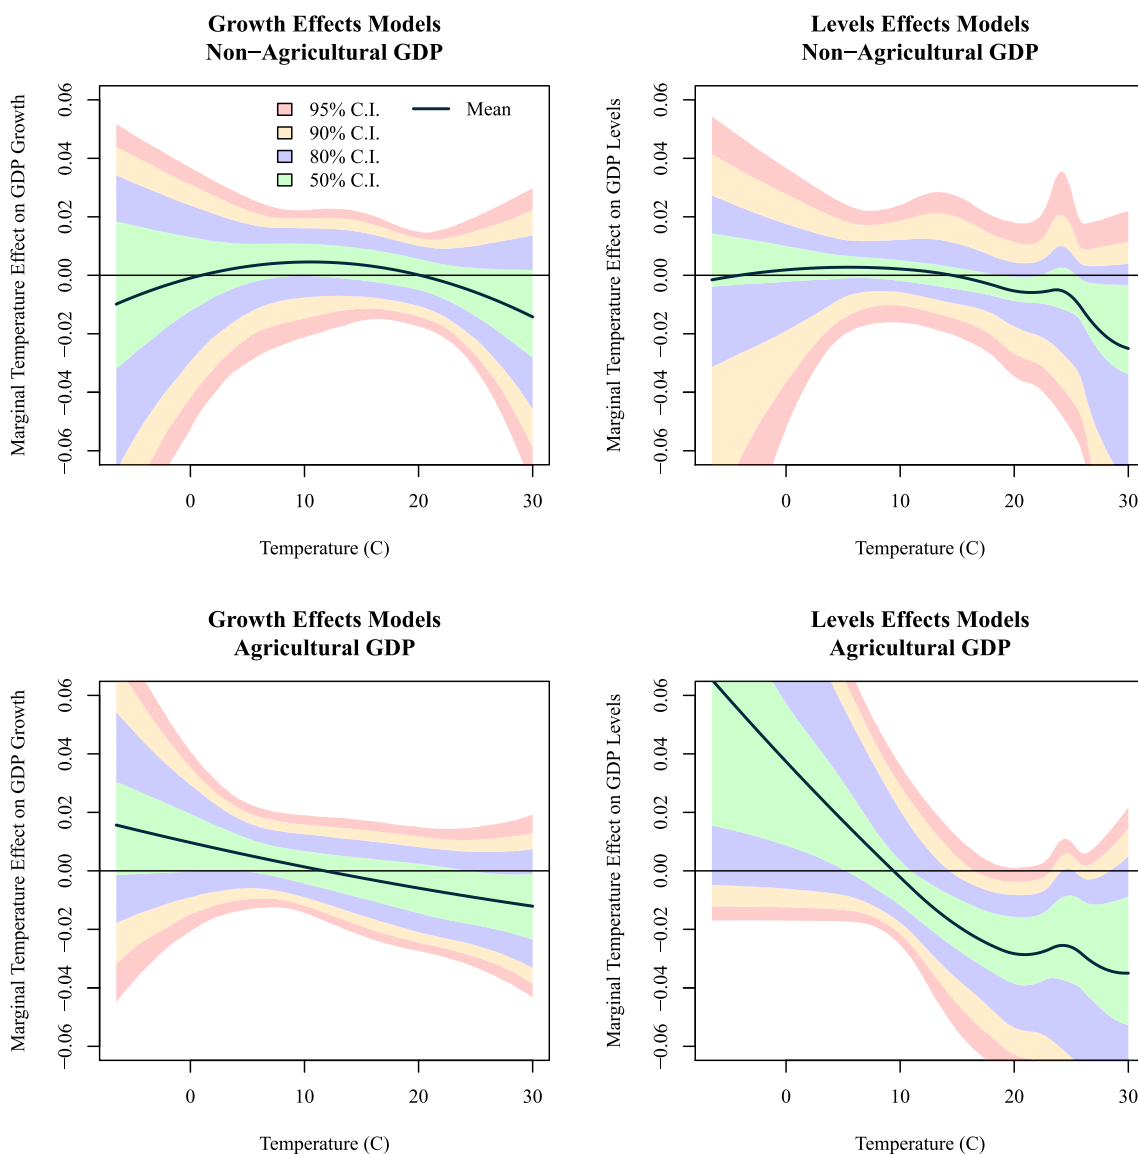 Growth Effects Models
Non−Agricultural GDP
Marginal Temperature Effect on GDP Growth
0.06
0.04
0.02
0.00
−0.02
−0.04
−0.06
95% C.I.
90% C.I.
80% C.I.
50% C.I.
Mean
0 10 20 30
Temperature (C)
Levels Effects Models
Non−Agricultural GDP
Marginal Temperature Effect on GDP Levels
0.06
0.04
0.02
0.00
−0.02
−0.04
−0.06
0 10 20 30
Temperature (C)
Growth Effects Models
Agricultural GDP
Marginal Temperature Effect on GDP Growth
0.06
0.04
0.02
0.00
−0.02
−0.04
−0.06
0 10 20 30
Temperature (C)
Levels Effects Models
Agricultural GDP
Marginal Temperature Effect on GDP Levels
0.06
0.04
0.02
0.00
−0.02
−0.04
−0.06
0 10 20 30
Temperature (C)